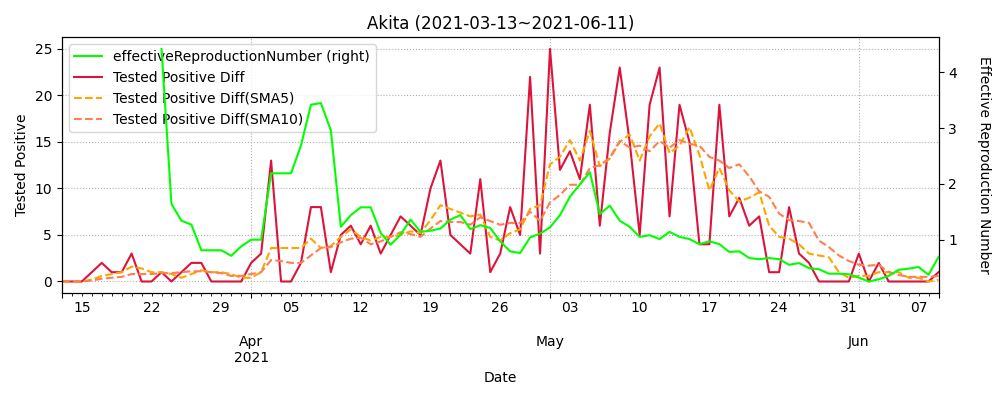 Akita (2021-03-13~2021-06-11)
effectiveReproductionNumber (right)
Tested Positive Diff
Tested Positive Diff(SMA5)
Tested Positive Diff(SMA10)
Tested Positive
25
20
15
10
5
0
Effective Reproduction Number
4
3
2
1
15 22 29 05 12 19 26 03 10 17 24 31 07
Apr May Jun
2021
Date